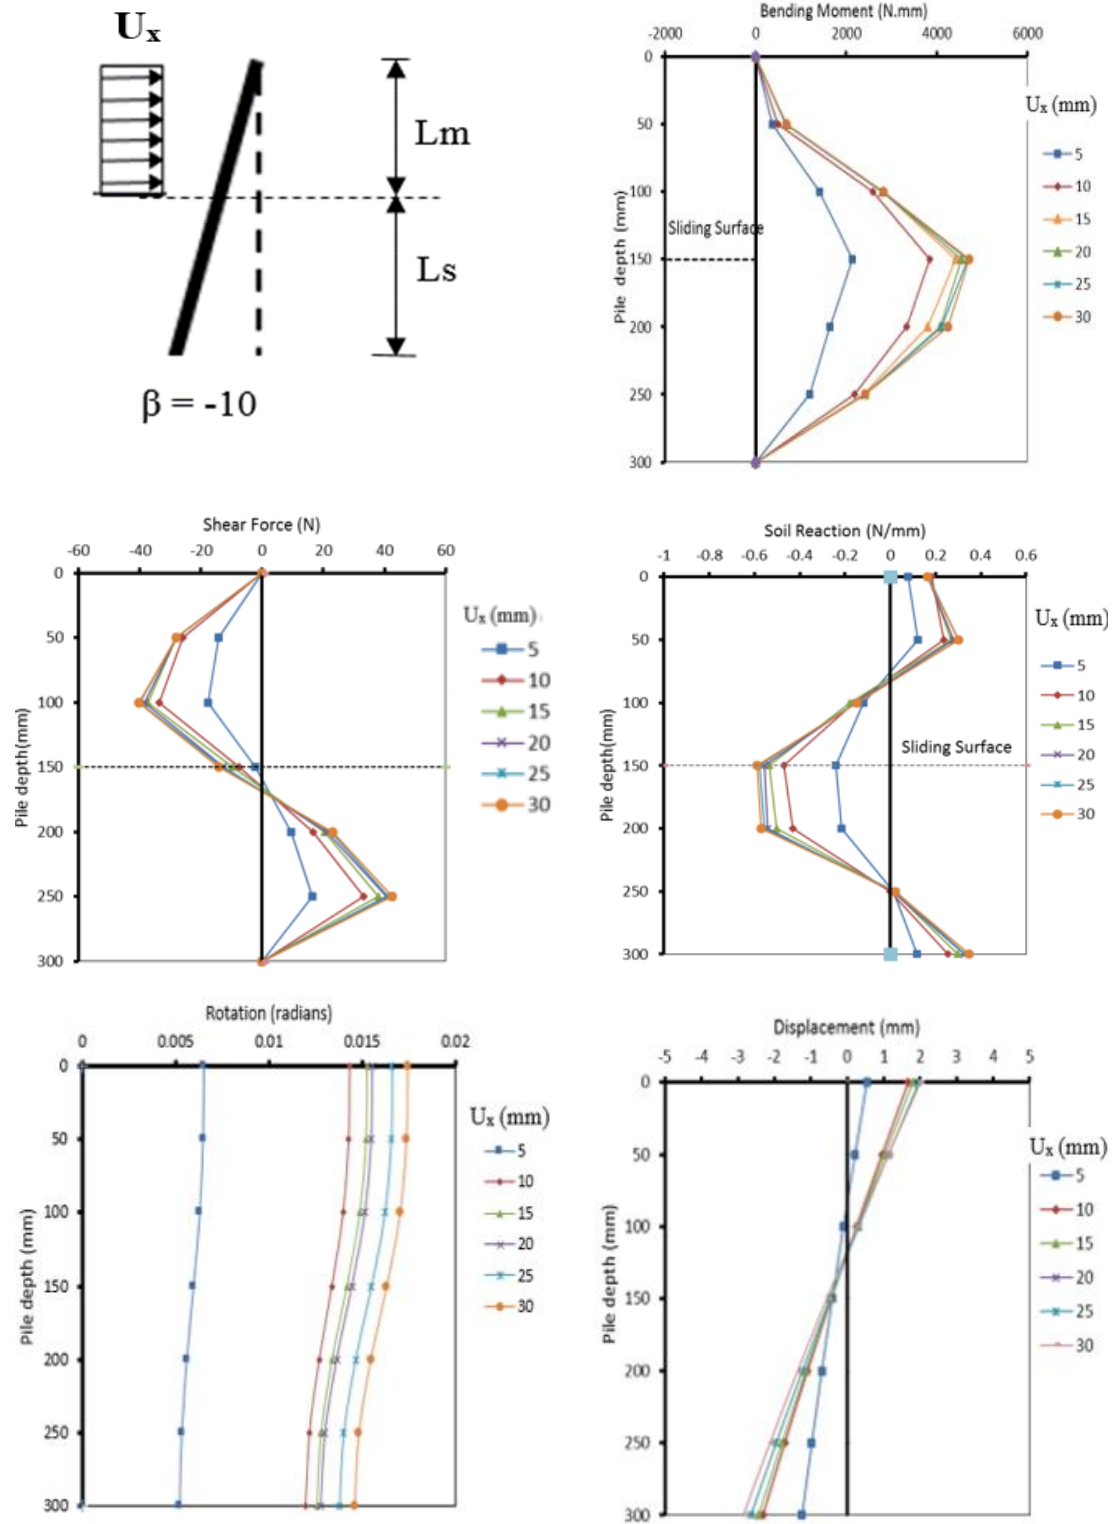 Uₓ
Lm
Ls
β = -10
Bending Moment (N.mm)
-2000 0 2000 4000 6000
0
50
100
150
200
250
300
Pile depth (mm)
Sliding Surface
Uₓ (mm)
5
10
15
20
25
30
Shear Force (N)
-60 -40 -20 0 20 40 60
0
50
100
150
200
250
300
Pile depth(mm)
Uₓ (mm)
5
10
15
20
25
30
Soil Reaction (N/mm)
-1 -0.8 -0.6 -0.4 -0.2 0 0.2 0.4 0.6
0
50
100
150
200
250
300
Pile depth(mm)
Sliding Surface
Uₓ (mm)
5
10
15
20
25
30
Rotation (radians)
0 0.005 0.01 0.015 0.02
0
50
100
150
200
250
300
Pile depth (mm)
Uₓ (mm)
5
10
15
20
25
30
Displacement (mm)
-5 -4 -3 -2 -1 0 1 2 3 4 5
0
50
100
150
200
250
300
Pile depth (mm)
Uₓ (mm)
5
10
15
20
25
30